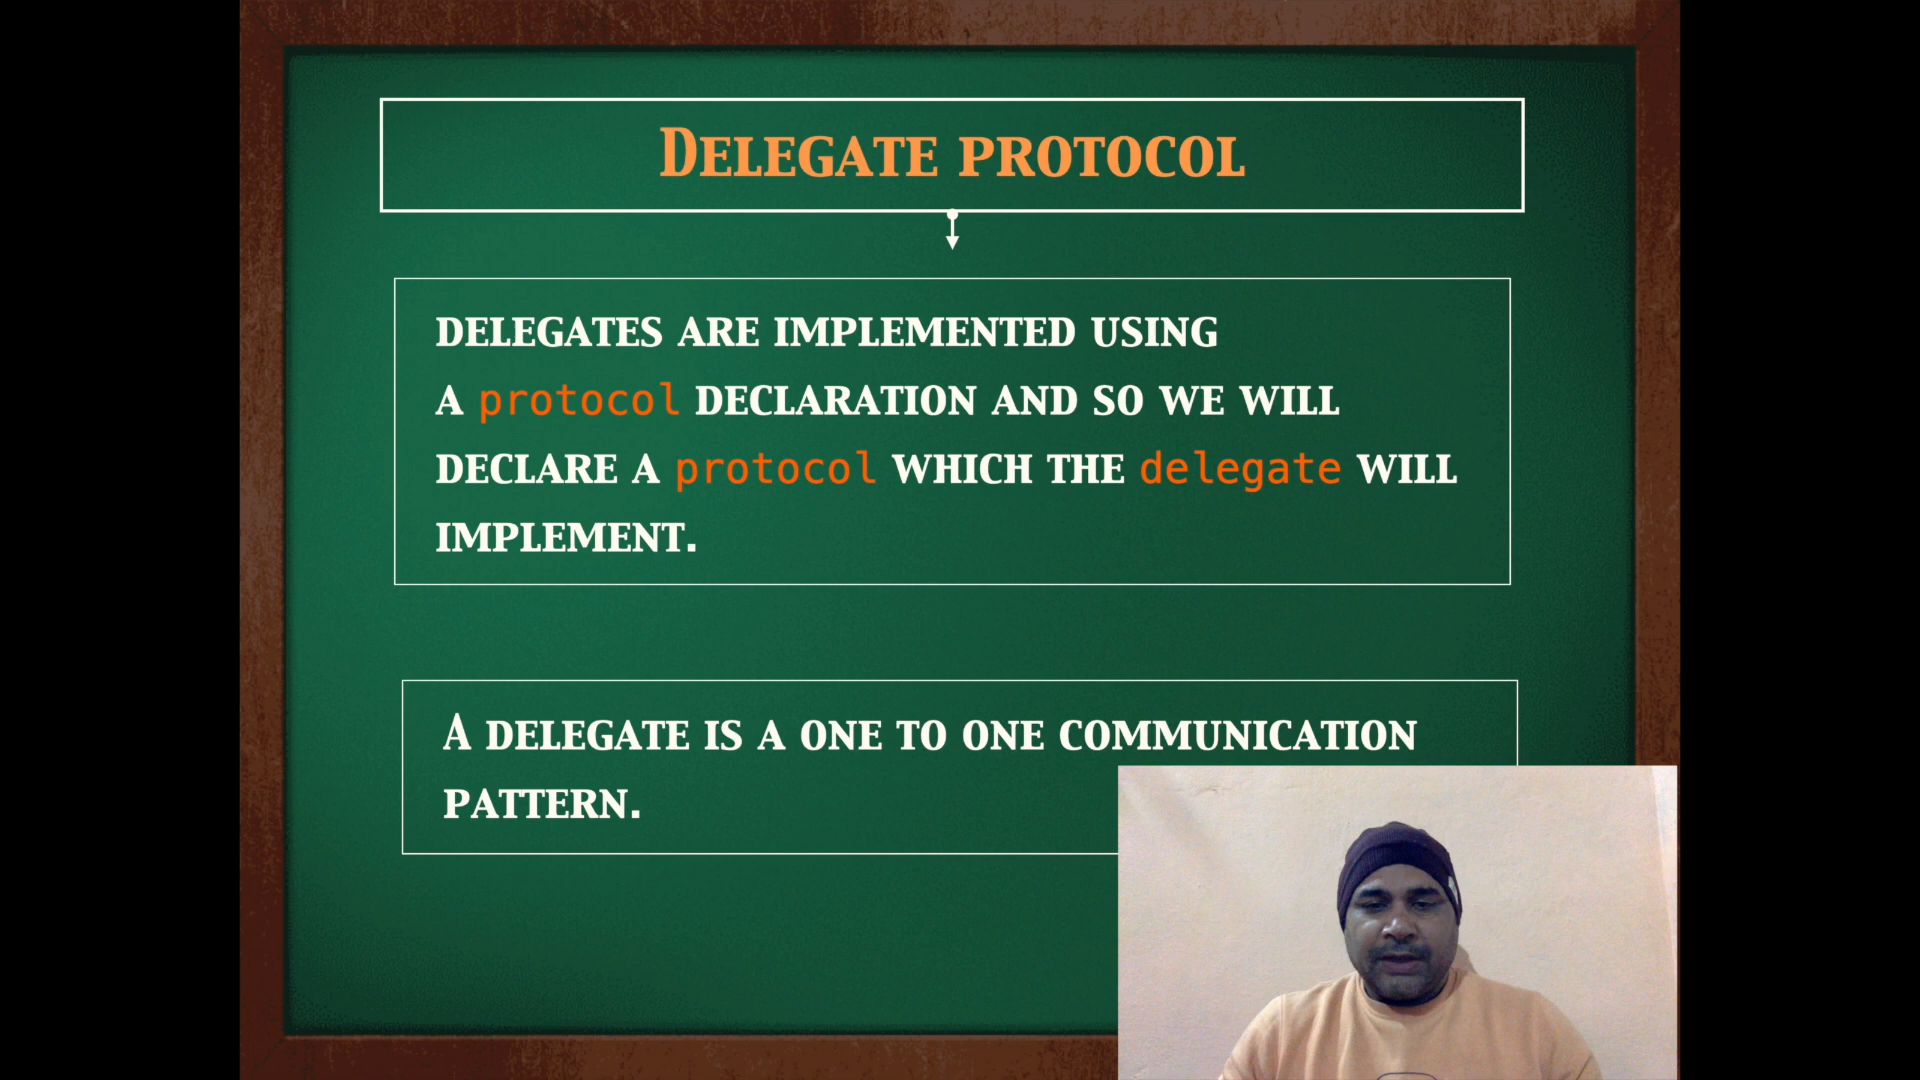 Delegate protocol
delegates are implemented using
a protocol declaration and so we will
declare a protocol which the delegate will
implement.
A delegate is a one to one communication
pattern.